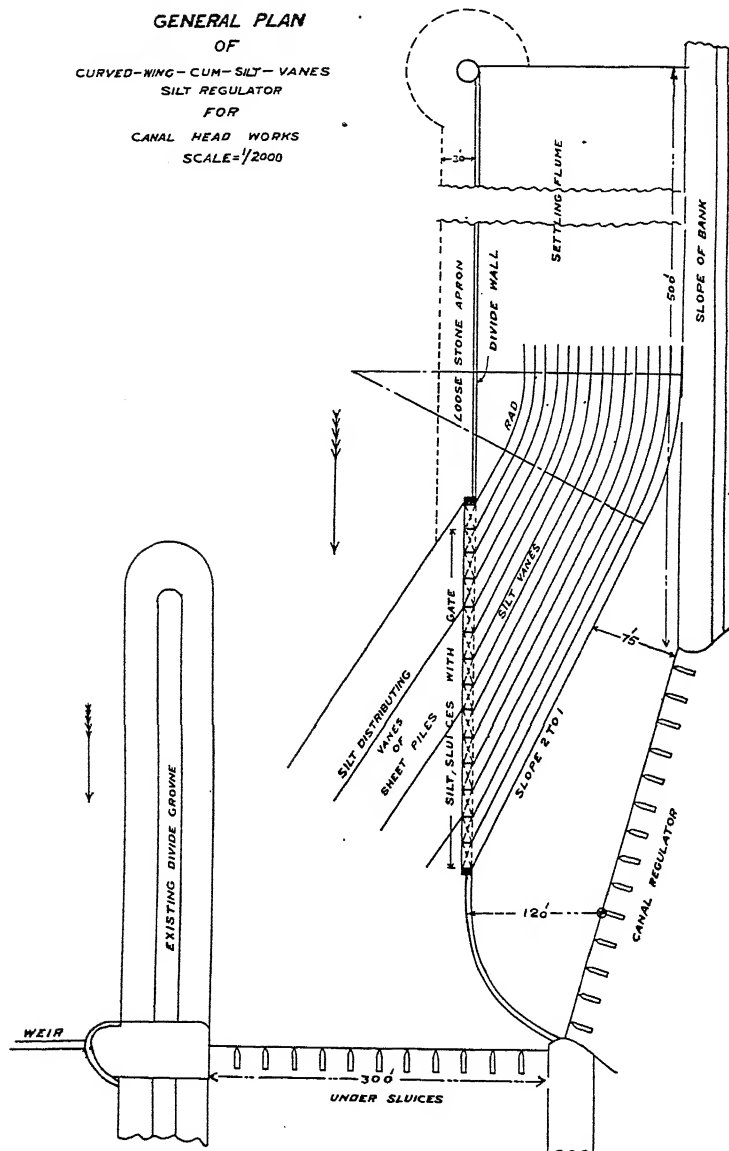 GENERAL PLAN
OF
CURVED-WING-CUM-SILT-VANES
SILT REGULATOR
FOR
CANAL HEAD WORKS
SCALE=1/2000
30'
SETTLING FLUME
SLOPE OF BANK
500'
LOOSE STONE APRON
DIVIDE WALL
RAD
SILT VANES
SILT, SLUICES WITH GATE
SILT DISTRIBUTING
VANES
OF
SHEET PILES
SLOPE 2 TO 1
75'
CANAL REGULATOR
120'
EXISTING DIVIDE GROVNE
WEIR
300'
UNDER SLUICES